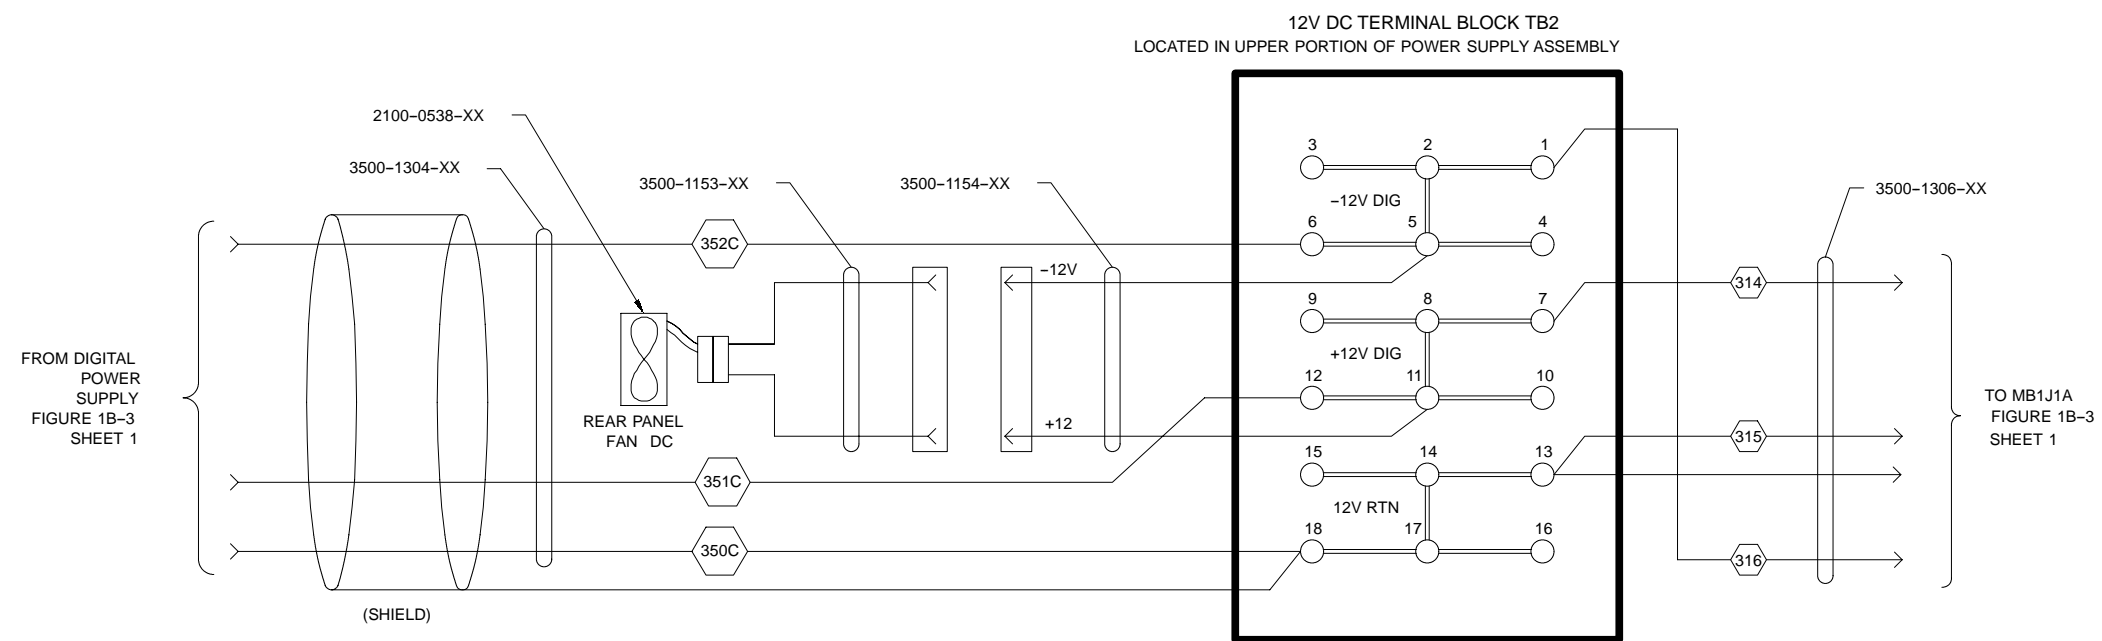 12V DC TERMINAL BLOCK TB2
LOCATED IN UPPER PORTION OF POWER SUPPLY ASSEMBLY
2100-0538-XX
3500-1304-XX
3500-1153-XX
3500-1154-XX
3500-1306-XX
3 2 1
-12V DIG
6 5 4
352C
-12V
314
9 8 7
+12V DIG
12 11 10
FROM DIGITAL
POWER
SUPPLY
FIGURE 1B-3
SHEET 1
REAR PANEL
FAN DC
+12
315
TO MB1J1A
FIGURE 1B-3
SHEET 1
15 14 13
351C
12V RTN
18 17 16
350C
316
(SHIELD)